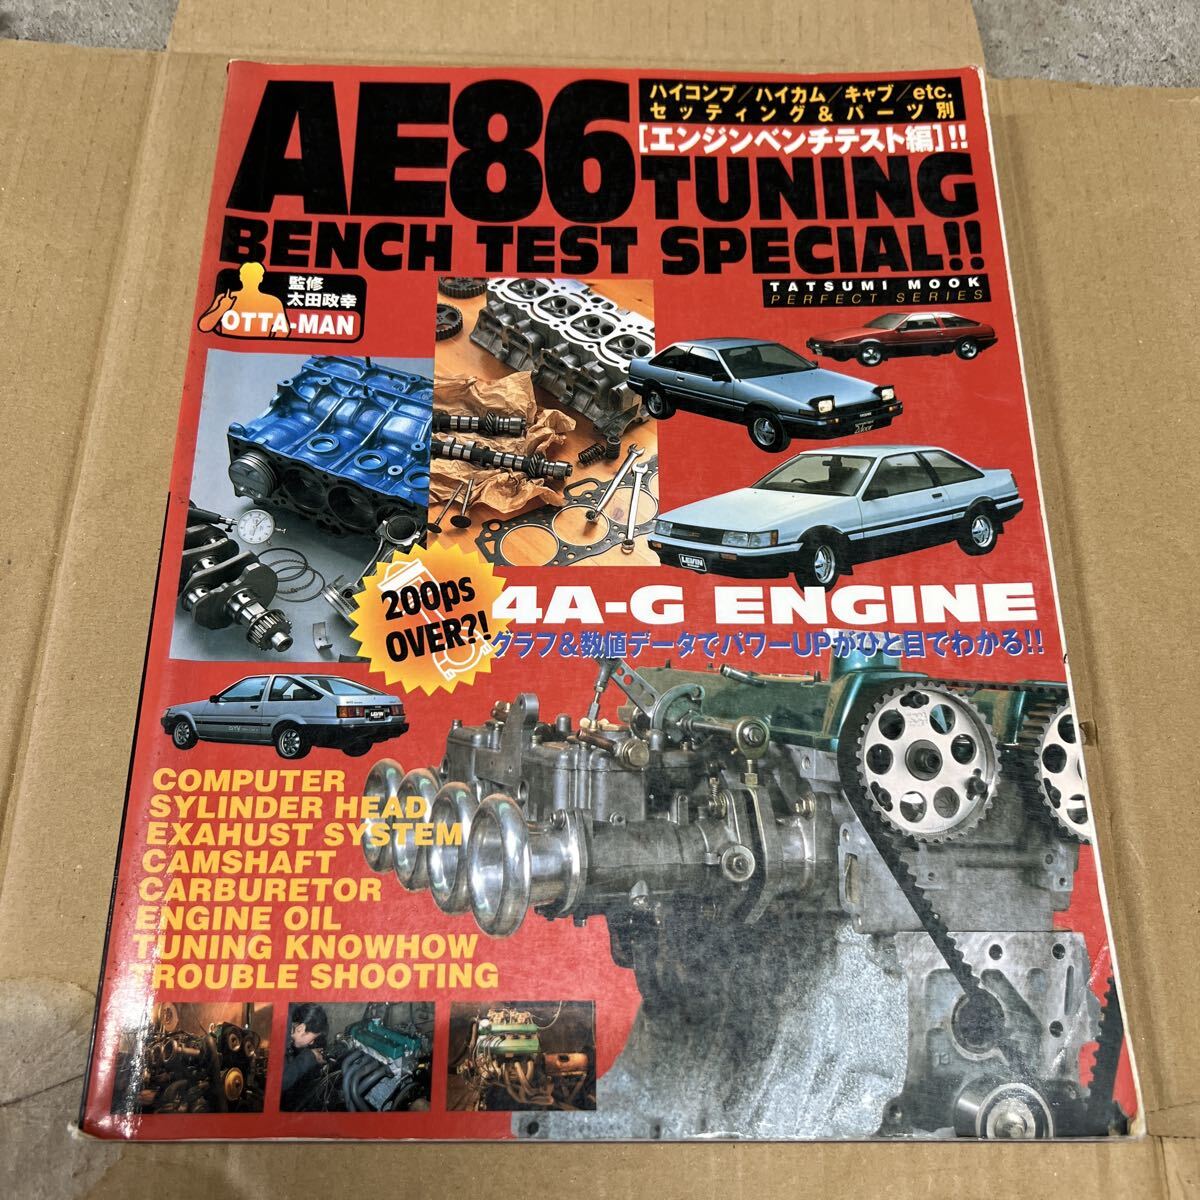 AE86
ハイコンプ/ハイカム/キャブ/etc.
セッティング&パーツ別
[エンジンベンチテスト編]!!
TUNING
BENCH TEST SPECIAL!!
TATSUMI MOOK
PERFECT SERIES
監修
太田政幸
OTTA-MAN
LEVIN
200ps
OVER?!
4A-G ENGINE
グラフ&数値データでパワーUPがひと目でわかる!!
LEVIN
COMPUTER
SYLINDER HEAD
EXAHUST SYSTEM
CAMSHAFT
CARBURETOR
ENGINE OIL
TUNING KNOWHOW
TROUBLE SHOOTING